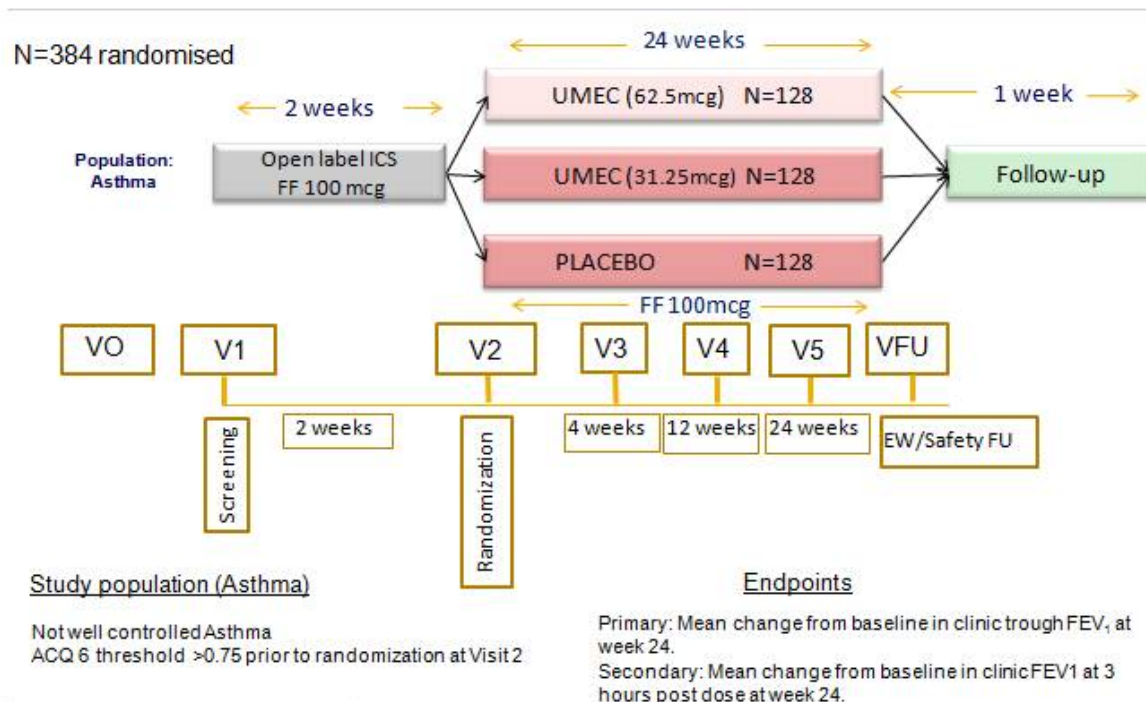 N=384 randomised
24 weeks
2 weeks
1 week
UMEC (62.5mcg) N=128
Population:
Asthma
Open label ICS
FF 100 mcg
UMEC (31.25mcg) N=128
Follow-up
PLACEBO N=128
FF 100mcg
VO
V1
V2
V3
V4
V5
VFU
2 weeks
4 weeks
12 weeks
24 weeks
EW/Safety FU
Screening
Randomization
Study population (Asthma)
Not well controlled Asthma
ACQ 6 threshold >0.75 prior to randomization at Visit 2
Endpoints
Primary: Mean change from baseline in clinic trough FEV₁ at
week 24.
Secondary: Mean change from baseline in clinic FEV1 at 3
hours post dose at week 24.